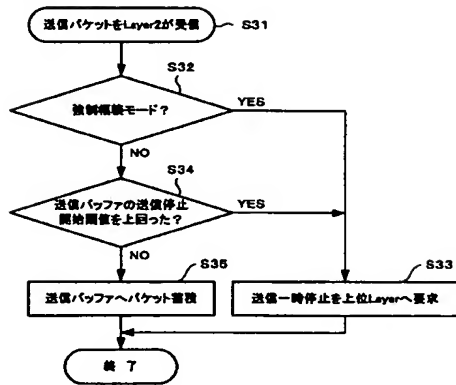 送信パケットをLayer2が受信
S31
S32
強制輻輳モード？
YES
NO
S34
送信バッファの送信停止
開始閾値を上回った？
YES
NO
S35
送信バッファへパケット蓄積
S33
送信一時停止を上位Layerへ要求
終 了